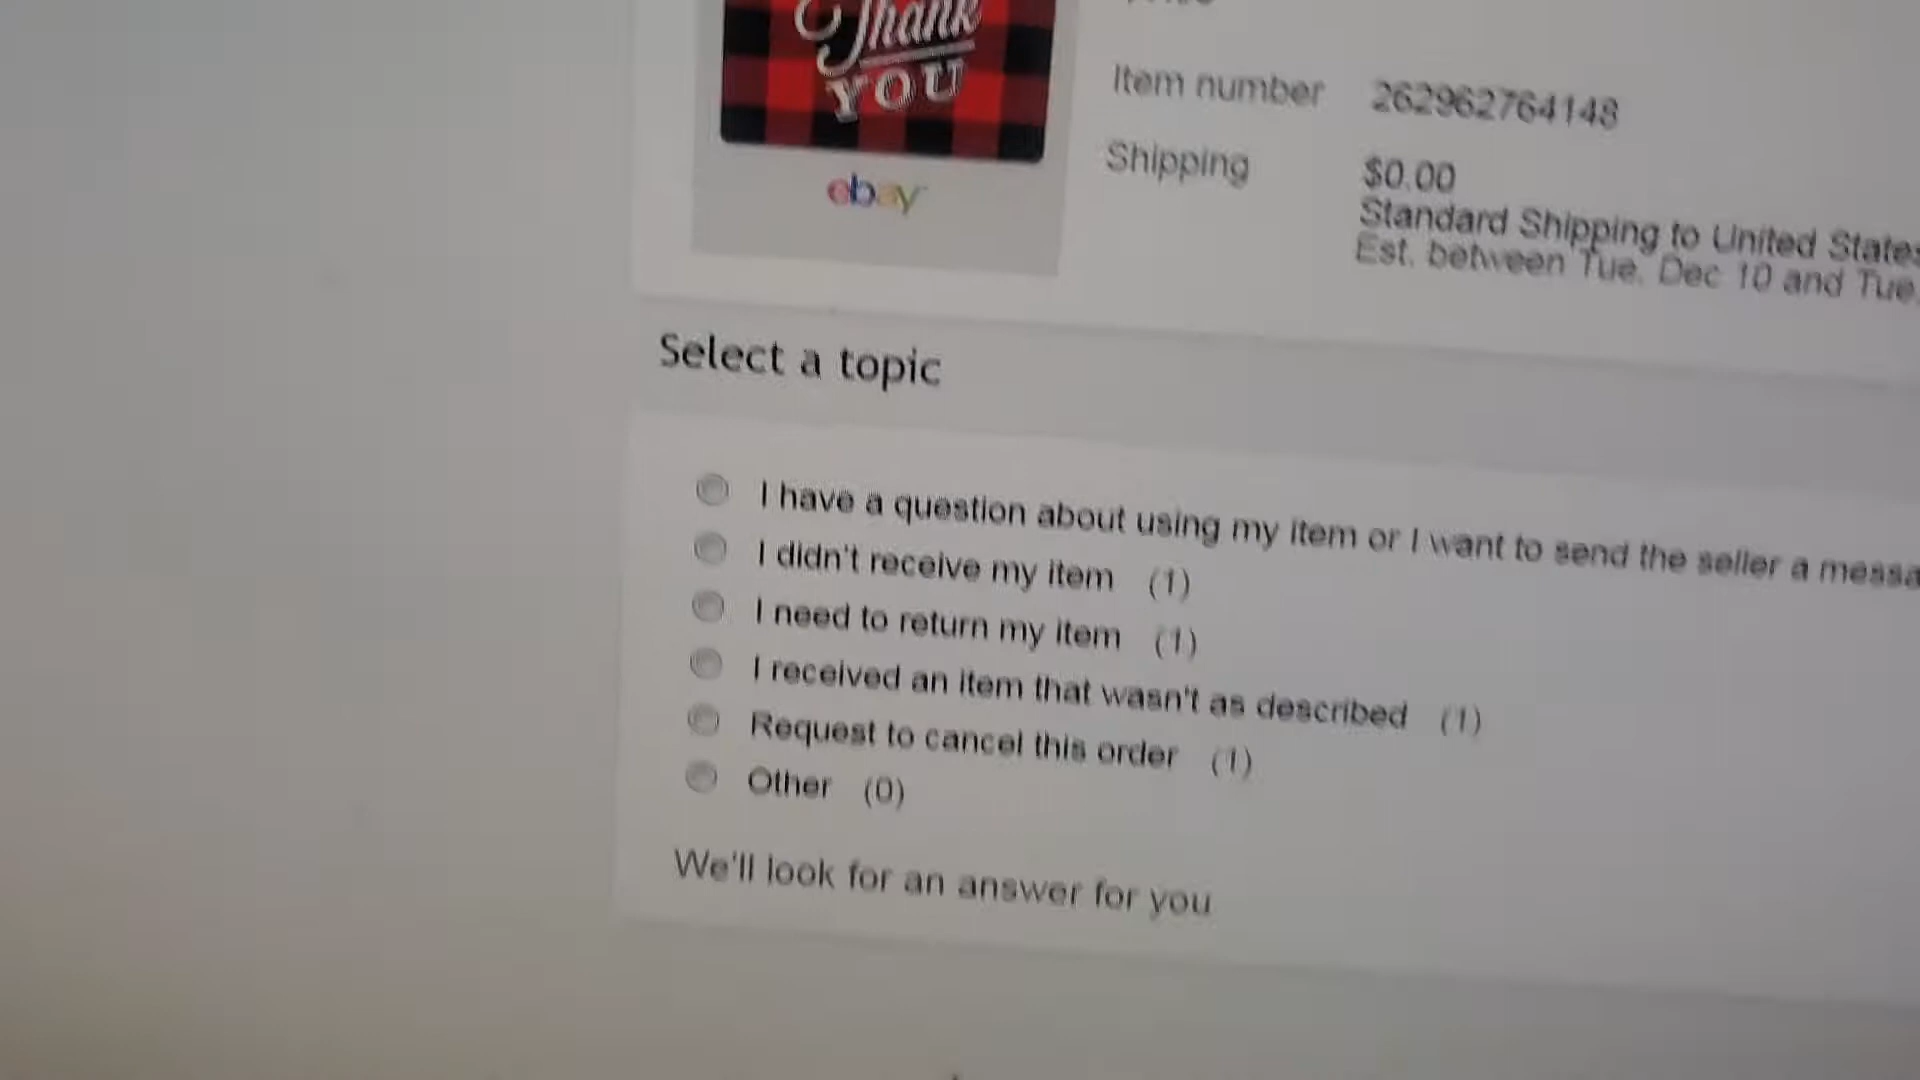 Thank
YOU
ebay
Item number 262962764148
Shipping $0.00
Standard Shipping to United States
Est. between Tue, Dec 10 and Tue,
Select a topic
I have a question about using my item or I want to send the seller a messa
I didn't receive my item (1)
I need to return my item (1)
I received an item that wasn't as described (1)
Request to cancel this order (1)
Other (0)
We'll look for an answer for you